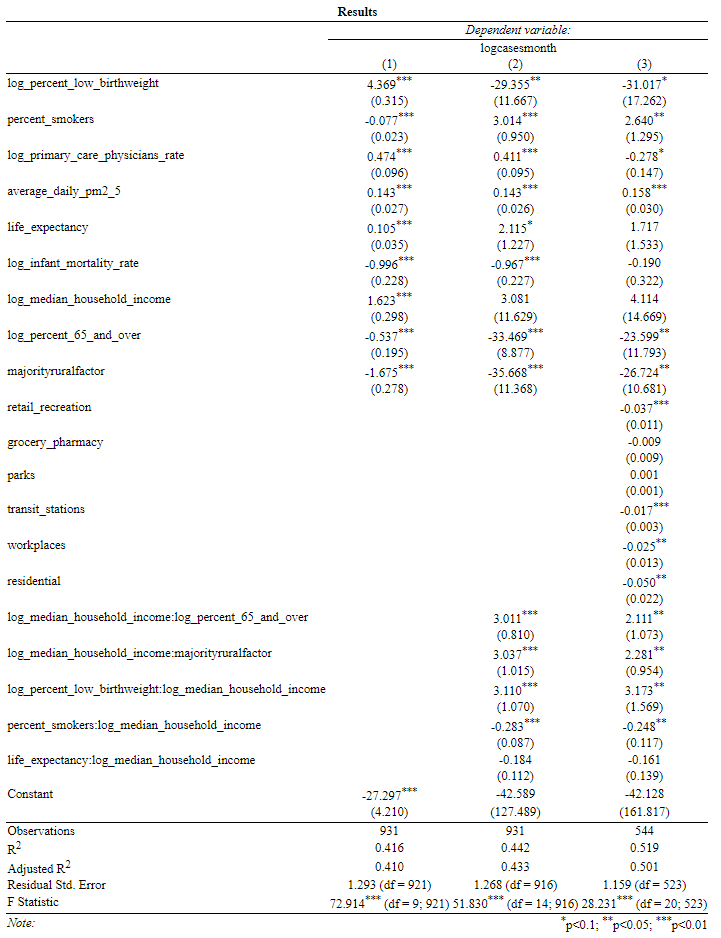 Results
Dependent variable:
logcasesmonth
(1) (2) (3)
log_percent_low_birthweight 4.369*** -29.355** -31.017*
(0.315) (11.667) (17.262)
percent_smokers -0.077*** 3.014*** 2.640**
(0.023) (0.950) (1.295)
log_primary_care_physicians_rate 0.474*** 0.411*** -0.278*
(0.096) (0.095) (0.147)
average_daily_pm2_5 0.143*** 0.143*** 0.158***
(0.027) (0.026) (0.030)
life_expectancy 0.105*** 2.115* 1.717
(0.035) (1.227) (1.533)
log_infant_mortality_rate -0.996*** -0.967*** -0.190
(0.228) (0.227) (0.322)
log_median_household_income 1.623*** 3.081 4.114
(0.298) (11.629) (14.669)
log_percent_65_and_over -0.537*** -33.469*** -23.599**
(0.195) (8.877) (11.793)
majorityruralfactor -1.675*** -35.668*** -26.724**
(0.278) (11.368) (10.681)
retail_recreation -0.037***
(0.011)
grocery_pharmacy -0.009
(0.009)
parks 0.001
(0.001)
transit_stations -0.017***
(0.003)
workplaces -0.025**
(0.013)
residential -0.050**
(0.022)
log_median_household_income:log_percent_65_and_over 3.011*** 2.111**
(0.810) (1.073)
log_median_household_income:majorityruralfactor 3.037*** 2.281**
(1.015) (0.954)
log_percent_low_birthweight:log_median_household_income 3.110*** 3.173**
(1.070) (1.569)
percent_smokers:log_median_household_income -0.283*** -0.248**
(0.087) (0.117)
life_expectancy:log_median_household_income -0.184 -0.161
(0.112) (0.139)
Constant -27.297*** -42.589 -42.128
(4.210) (127.489) (161.817)
Observations 931 931 544
R2 0.416 0.442 0.519
Adjusted R2 0.410 0.433 0.501
Residual Std. Error 1.293 (df = 921) 1.268 (df = 916) 1.159 (df = 523)
F Statistic 72.914*** (df = 9; 921) 51.830*** (df = 14; 916) 28.231*** (df = 20; 523)
Note: *p<0.1; **p<0.05; ***p<0.01